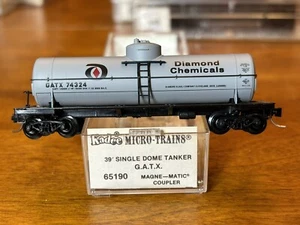 Diamond
Chemicals
GATX 74324
Kadee MICRO-TRAINS®
39' SINGLE DOME TANKER
G.A.T.X.
65190 MAGNE-MATIC®
COUPLER